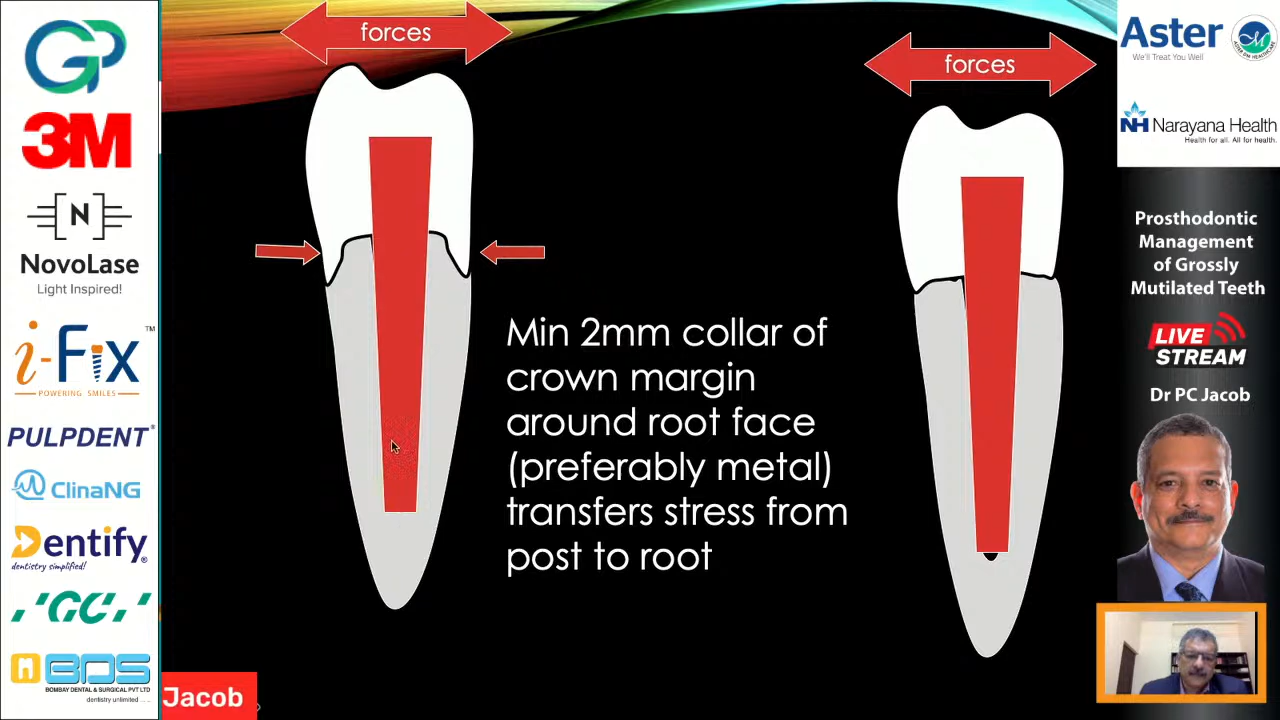 GP
3M
N
NOVOLASE
Light Inspired!
i-Fix™
POWERING SMILES
PULPDENT®
ClinaNG
Dentify®
dentistry simplified!
GC
BDS
BOMBAY DENTAL & SURGICAL PVT LTD
dentistry unlimited ....
forces
forces
Min 2mm collar of
crown margin
around root face
(preferably metal)
transfers stress from
post to root
Jacob
Aster
We'll Treat You Well
NH Narayana Health
Health for all. All for health.
Prosthodontic
Management
of Grossly
Mutilated Teeth
LIVE
STREAM
Dr PC Jacob